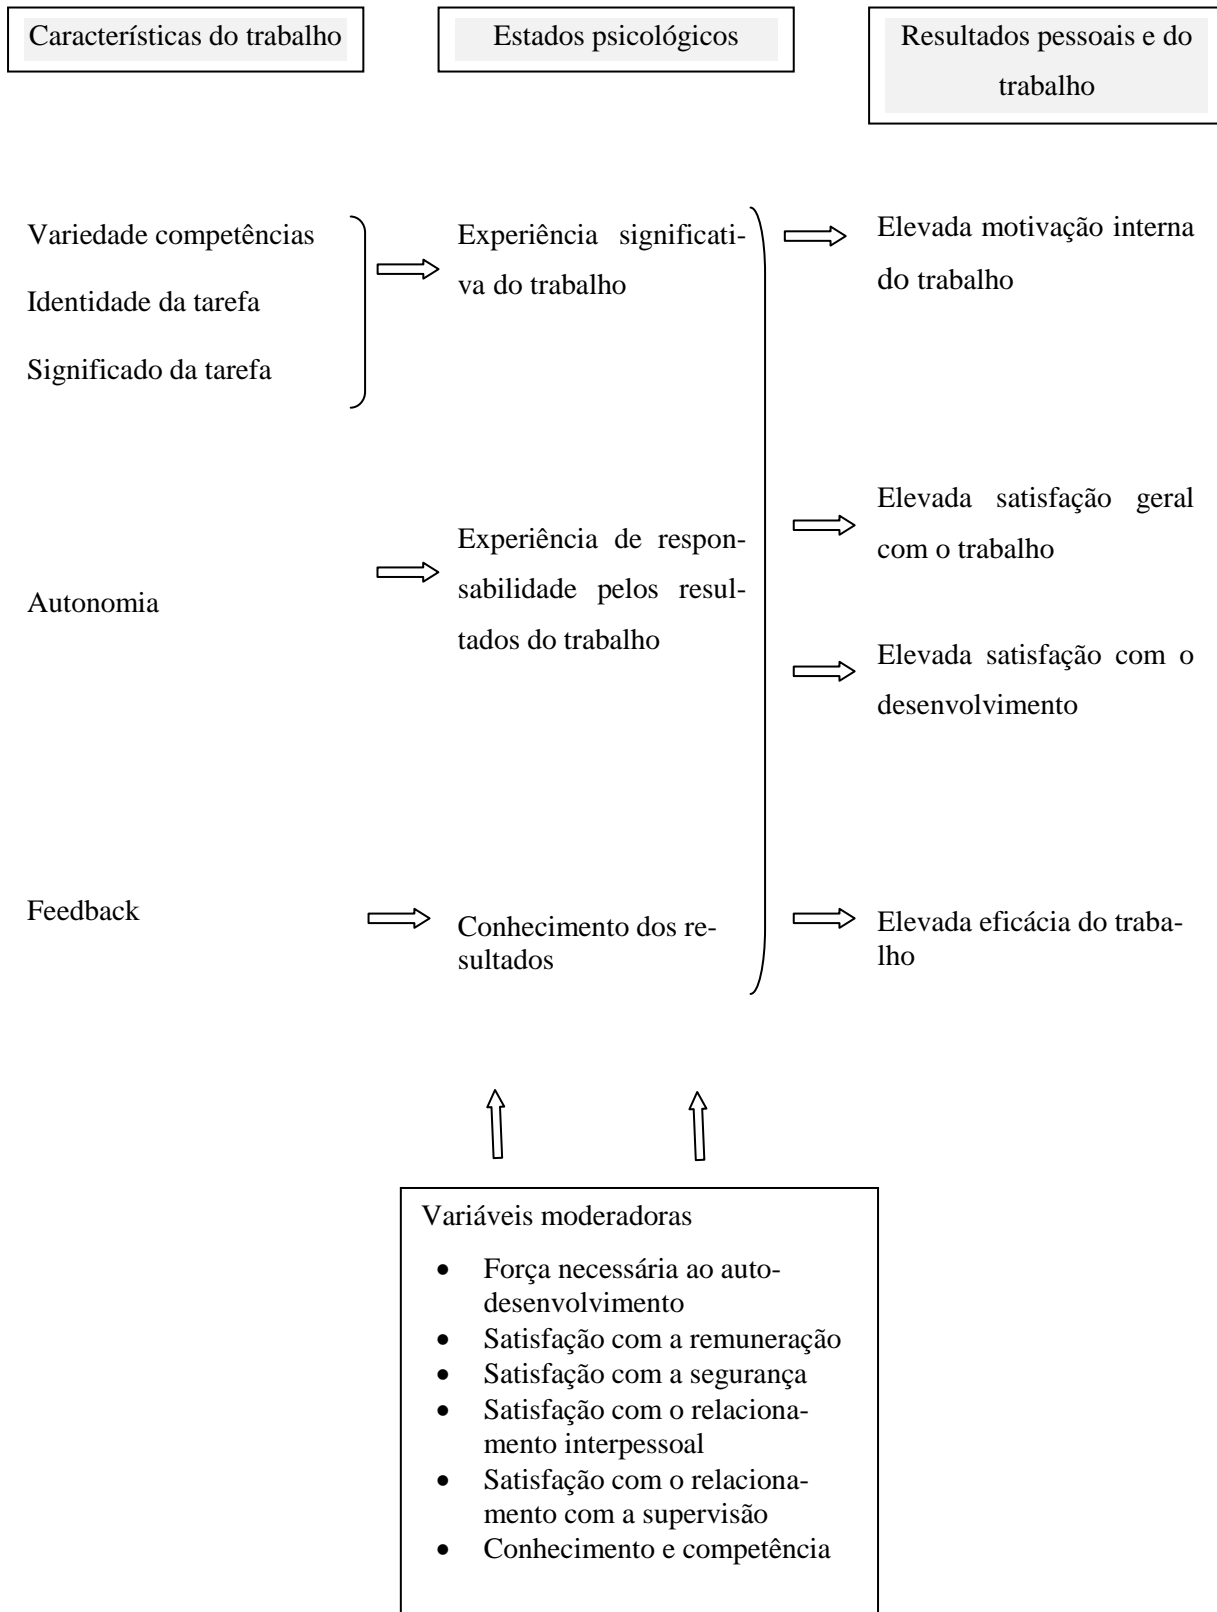 Características do trabalho
Estados psicológicos
Resultados pessoais e do
trabalho
Variedade competências
Identidade da tarefa
Significado da tarefa
Experiência significati-
va do trabalho
Elevada motivação interna
do trabalho
Autonomia
Experiência de respon-
sabilidade pelos resul-
tados do trabalho
Elevada satisfação geral
com o trabalho
Elevada satisfação com o
desenvolvimento
Feedback
Conhecimento dos re-
sultados
Elevada eficácia do traba-
lho
Variáveis moderadoras
• Força necessária ao auto-
desenvolvimento
• Satisfação com a remuneração
• Satisfação com a segurança
• Satisfação com o relaciona-
mento interpessoal
• Satisfação com o relaciona-
mento com a supervisão
• Conhecimento e competência